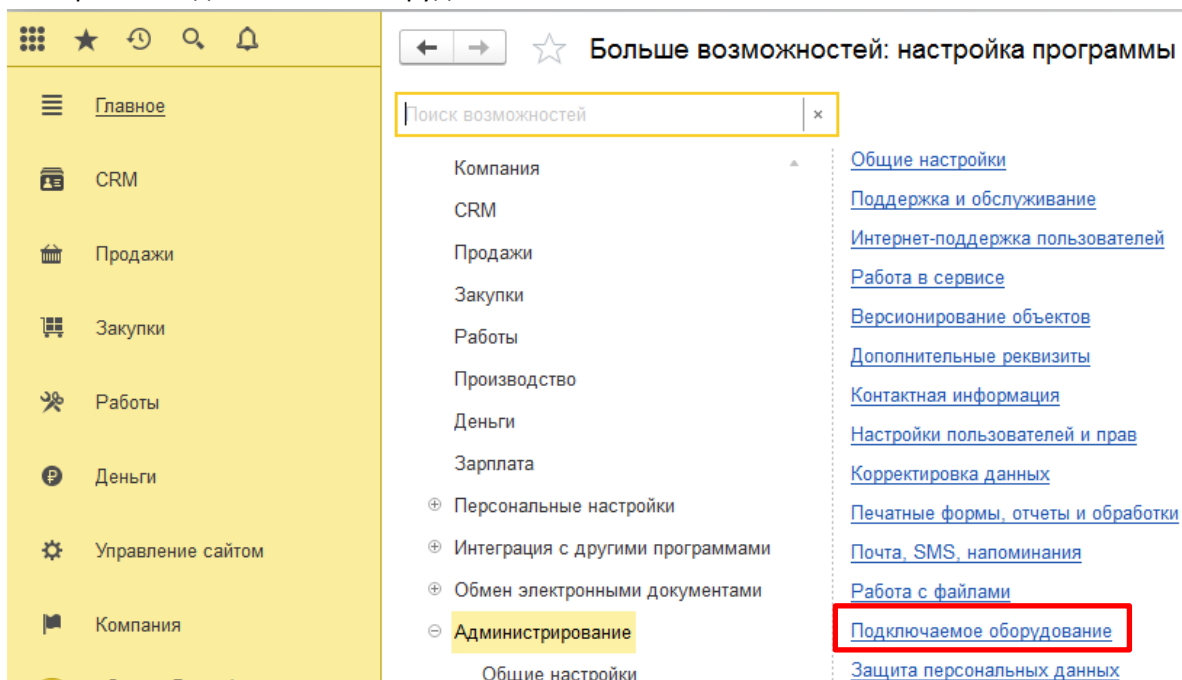 Больше возможностей: настройка программы
Главное
CRM
Продажи
Закупки
Работы
Деньги
Управление сайтом
Компания
Поиск возможностей
×
Компания
CRM
Продажи
Закупки
Работы
Производство
Деньги
Зарплата
Персональные настройки
Интеграция с другими программами
Обмен электронными документами
Администрирование
Общие настройки
Общие настройки
Поддержка и обслуживание
Интернет-поддержка пользователей
Работа в сервисе
Версионирование объектов
Дополнительные реквизиты
Контактная информация
Настройки пользователей и прав
Корректировка данных
Печатные формы, отчеты и обработки
Почта, SMS, напоминания
Работа с файлами
Подключаемое оборудование
Защита персональных данных